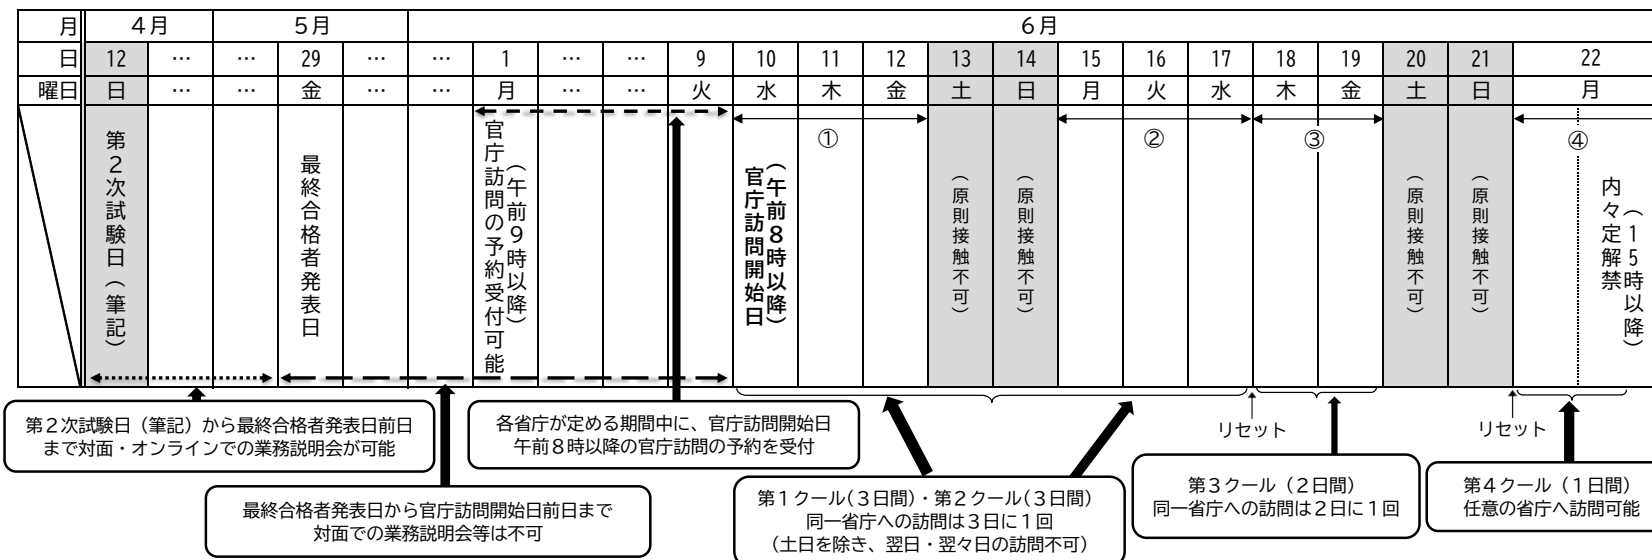 月 4月 5月 6月
日 12 … … 29 … … 1 … … 9 10 11 12 13 14 15 16 17 18 19 20 21 22
曜日 日 … … 金 … … 月 … … 火 水 木 金 土 日 月 火 水 木 金 土 日 月
第2次試験日(筆記)
最終合格者発表日
官庁訪問の予約受付可能
(午前9時以降)
官庁訪問開始日
(午前8時以降)
①
(原則接触不可)
(原則接触不可)
②
③
(原則接触不可)
(原則接触不可)
④
内々定解禁
(15時以降)
リセット
リセット
第2次試験日(筆記)から最終合格者発表日前日
まで対面・オンラインでの業務説明会が可能
最終合格者発表日から官庁訪問開始日前日まで
対面での業務説明会等は不可
各省庁が定める期間中に、官庁訪問開始日
午前8時以降の官庁訪問の予約を受付
第1クール(3日間)・第2クール(3日間)
同一省庁への訪問は3日に1回
(土日を除き、翌日・翌々日の訪問不可)
第3クール(2日間)
同一省庁への訪問は2日に1回
第4クール(1日間)
任意の省庁へ訪問可能